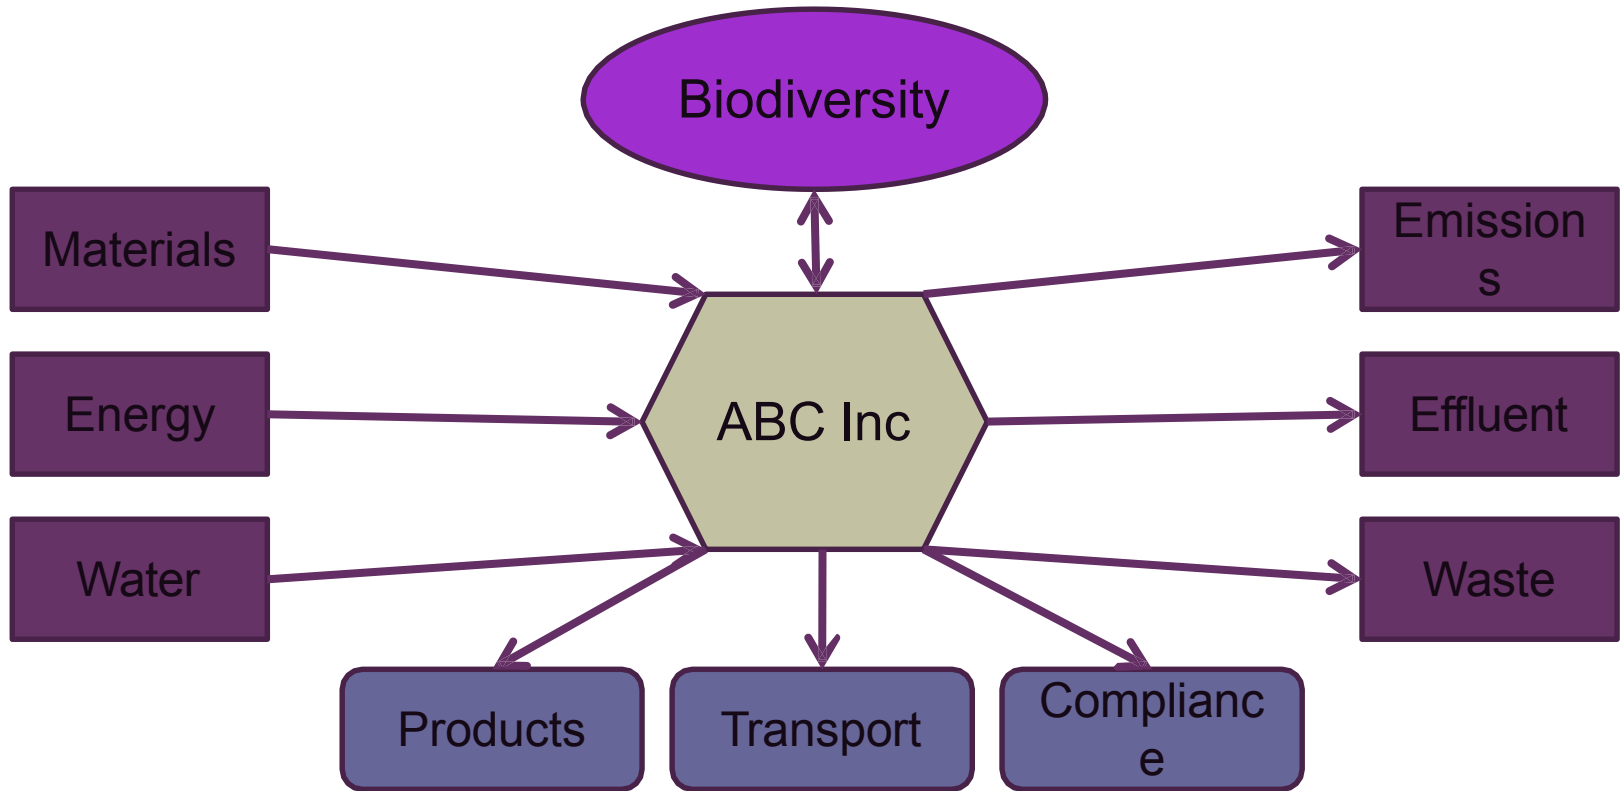 Biodiversity
Materials
Emission
s
Energy
ABC Inc
Effluent
Water
Waste
Products
Transport
Complianc
e